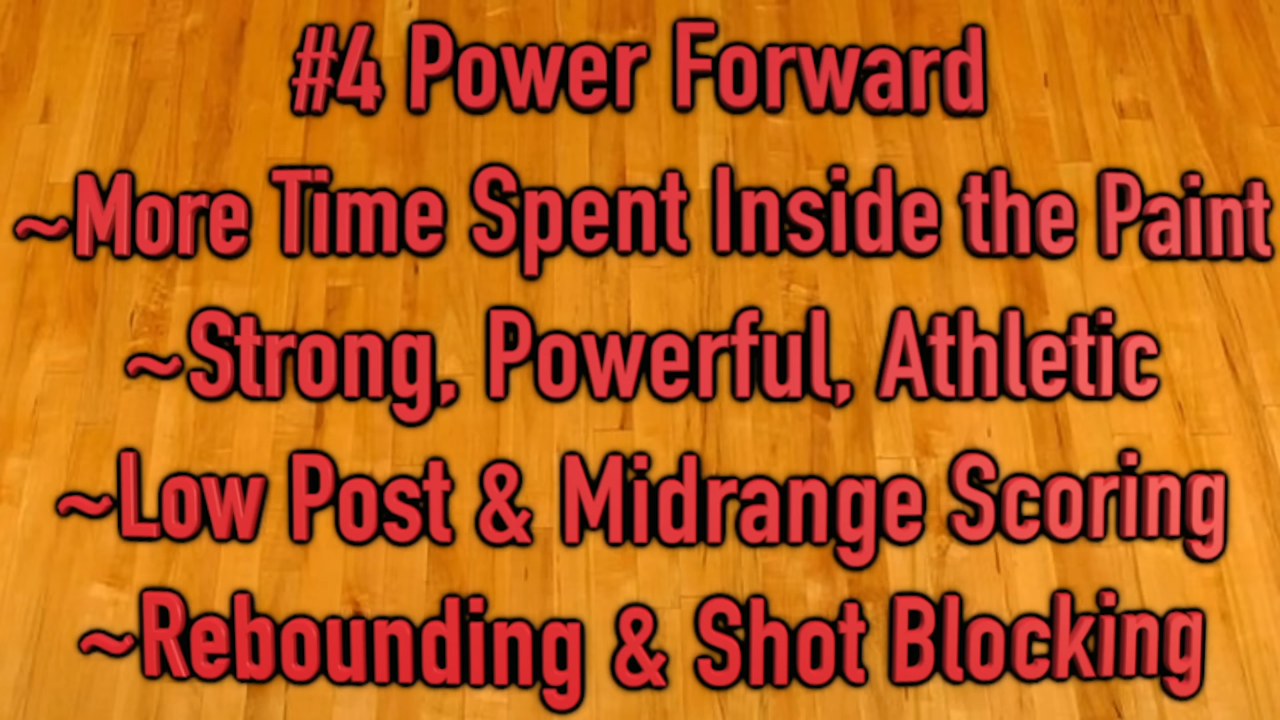 #4 Power Forward
~More Time Spent Inside the Paint
~Strong, Powerful, Athletic
~Low Post & Midrange Scoring
~Rebounding & Shot Blocking